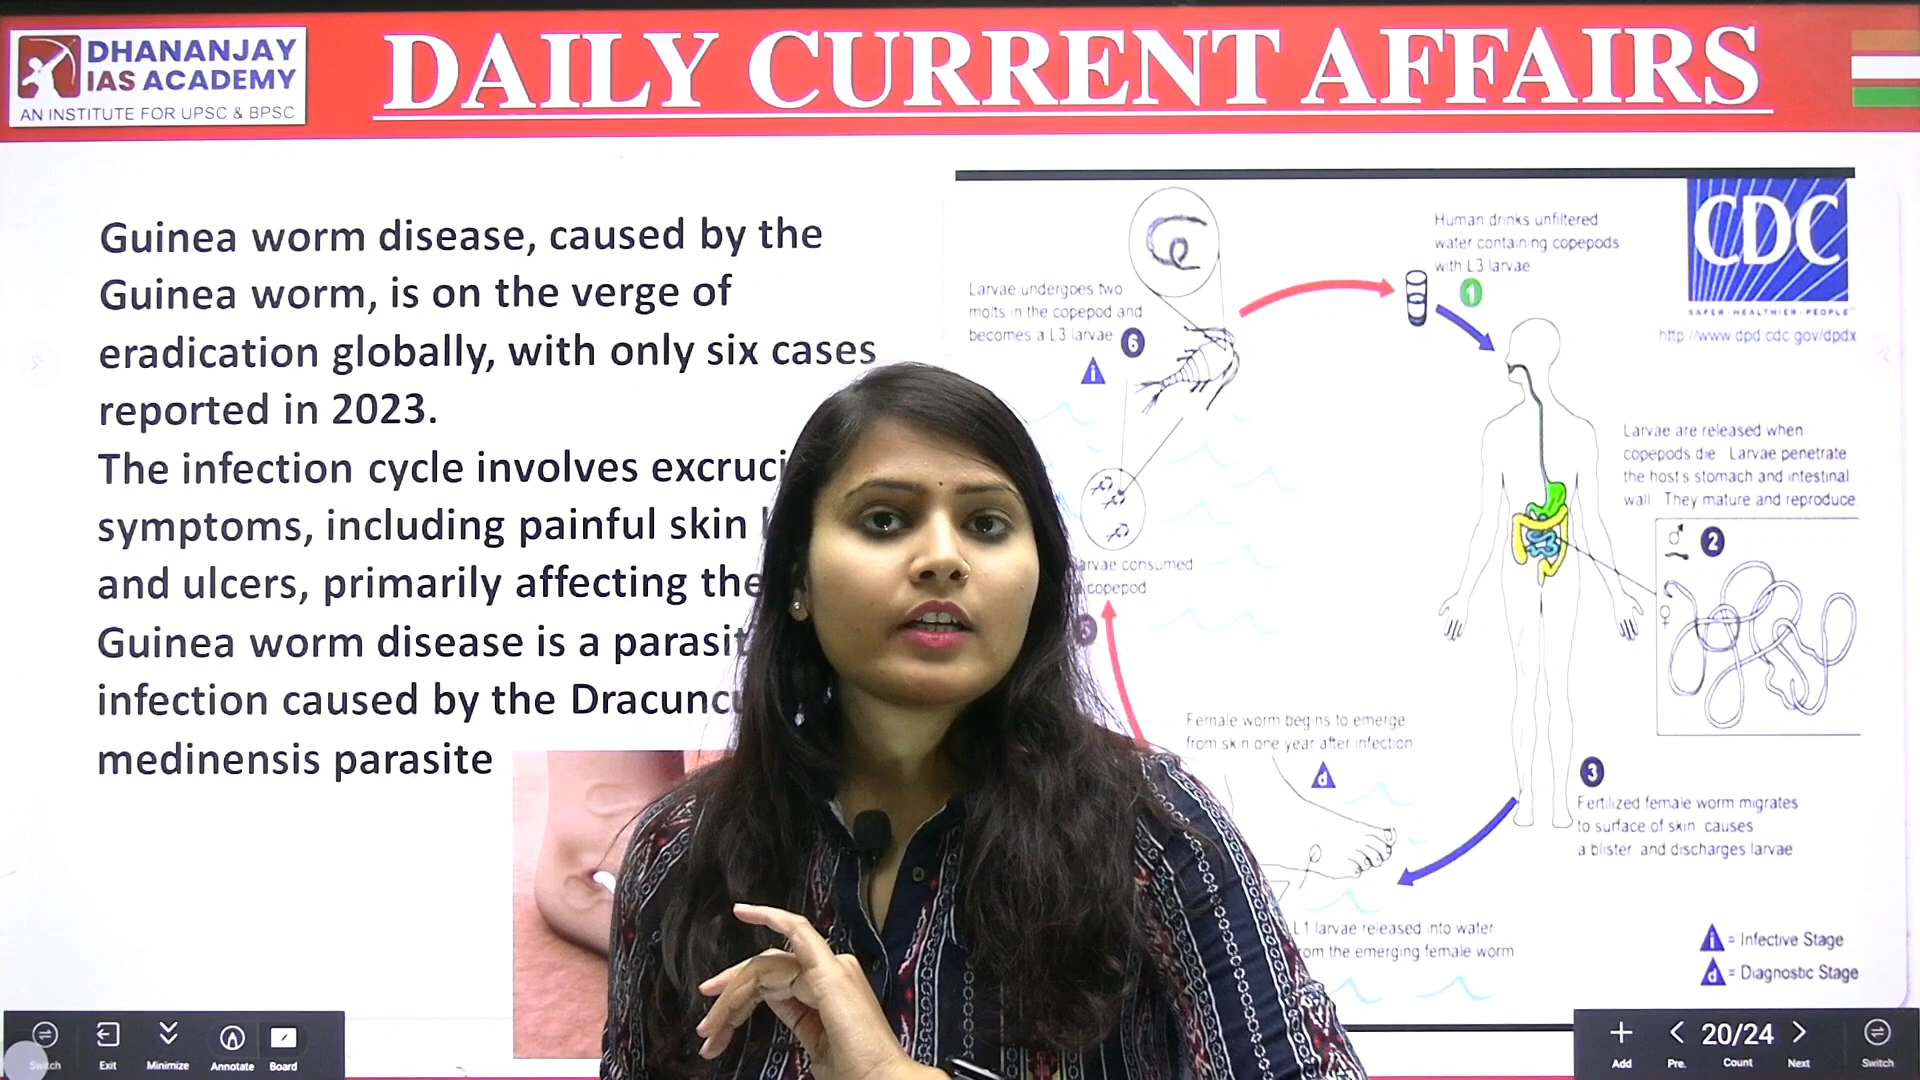 DHANANJAY
IAS ACADEMY
AN INSTITUTE FOR UPSC & BPSC
DAILY CURRENT AFFAIRS
Guinea worm disease, caused by the
Guinea worm, is on the verge of
eradication globally, with only six cases
reported in 2023.
The infection cycle involves
symptoms, including painful skin
and ulcers, primarily affecting the
Guinea worm disease is a
infection caused by the
medinensis parasite
CDC
SAFER • HEALTHIER • PEOPLE
http //www dpd cdc gov/dpdx
Human drinks unfiltered
water containing copepods
with L3 larvae
1
Larvae undergoes two
molts in the copepod and
becomes a L3 larvae 6
i
Larvae are released when
copepods die Larvae penetrate
the host's stomach and intestinal
wall They mature and reproduce
♂ 2
♀
consumed
copepod
5
Female worm begins to emerge
from skin one year after infection
d
3
Fertilized female worm migrates
to surface of skin causes
a blister and discharges larvae
L1 larvae released into water
the emerging female worm
i = Infective Stage
d = Diagnostic Stage
Switch
Exit
Minimize
Annotate
Board
Add
Pre.
20/24
Count
Next
Switch